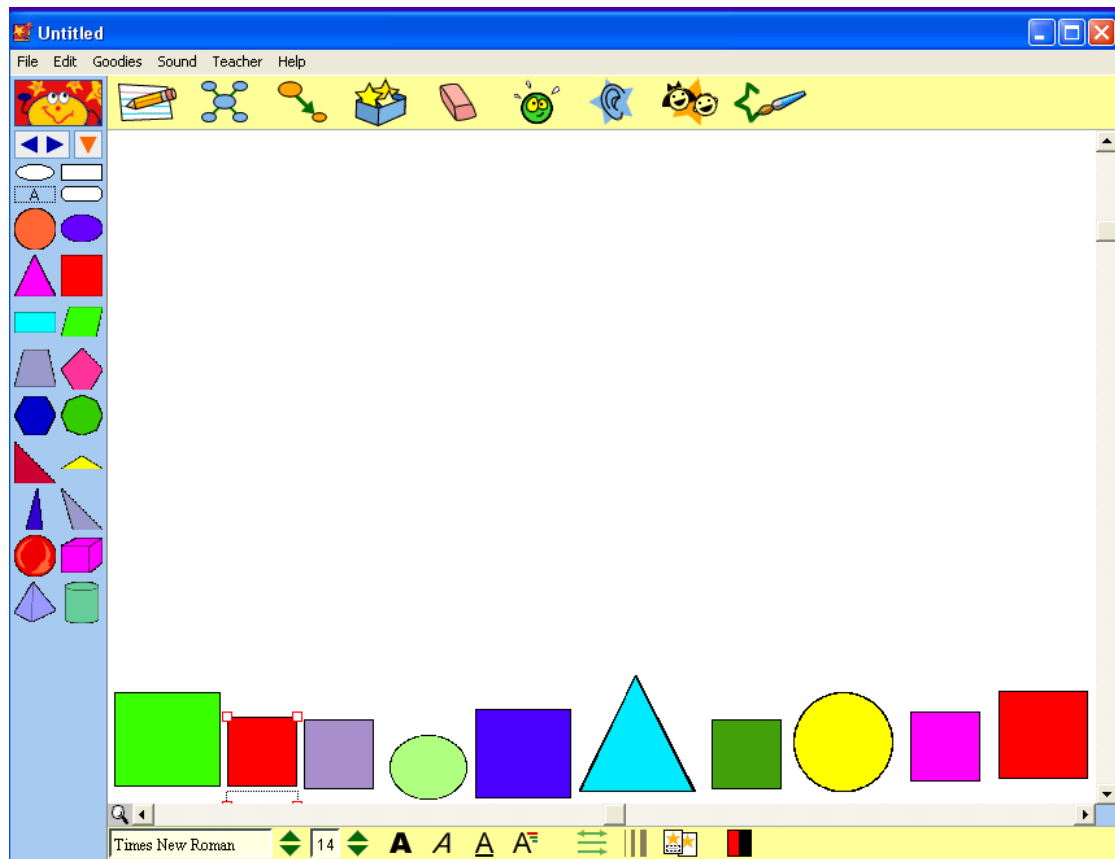 Untitled
File Edit Goodies Sound Teacher Help
A
Times New Roman 14 A A A A